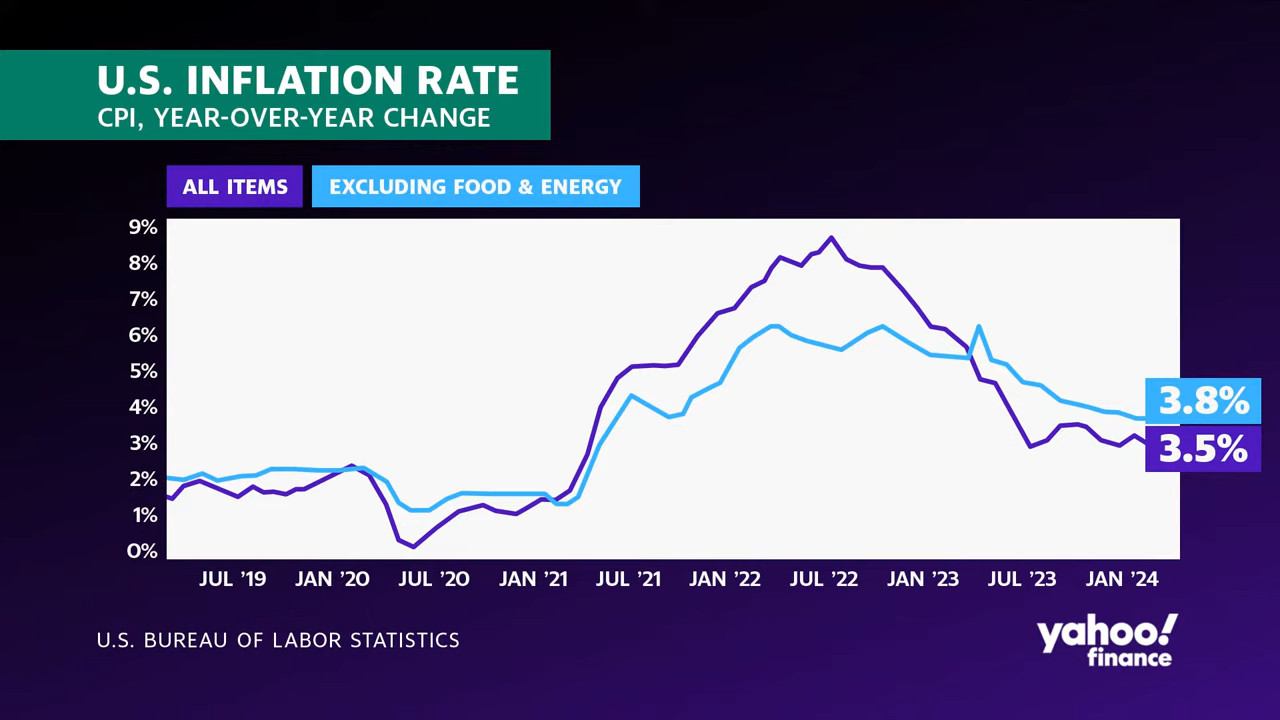 U.S. INFLATION RATE
CPI, YEAR-OVER-YEAR CHANGE
ALL ITEMS
EXCLUDING FOOD & ENERGY
9%
8%
7%
6%
5%
4%
3%
2%
1%
0%
3.8%
3.5%
JUL ’19 JAN ’20 JUL ’20 JAN ’21 JUL ’21 JAN ’22 JUL ’22 JAN ’23 JUL ’23 JAN ’24
U.S. BUREAU OF LABOR STATISTICS
yahoo!
finance